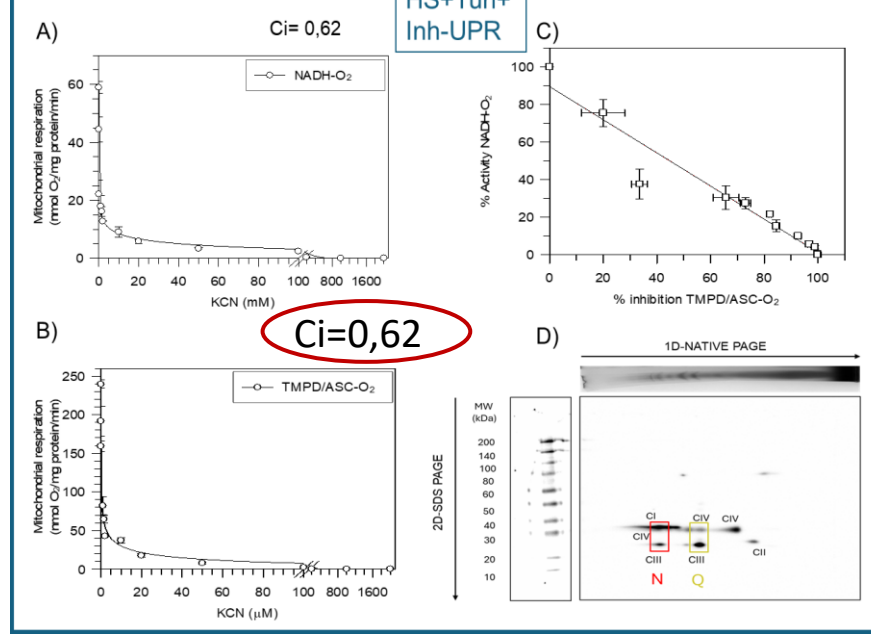 HS+Tun+
Inh-UPR
A)
Ci= 0,62
NADH-O₂
Mitochondrial respiration
(nmol O₂/mg protein/min)
60
40
20
0
0 20 40 60 80 100 800 1600
KCN (mM)
C)
% Activity NADH-O₂
100
80
60
40
20
0
0 20 40 60 80 100
% inhibition TMPD/ASC-O₂
B)
Ci=0,62
TMPD/ASC-O₂
Mitochondrial respiration
(nmol O₂/mg protein/min)
250
200
150
100
50
0
0 20 40 60 80 100 800 1600
KCN (μM)
D)
1D-NATIVE PAGE
2D-SDS PAGE
MW
(kDa)
200
140
100
80
60
50
40
30
20
10
CI CIV CIV
CIV
CIII CIII CII
N Q